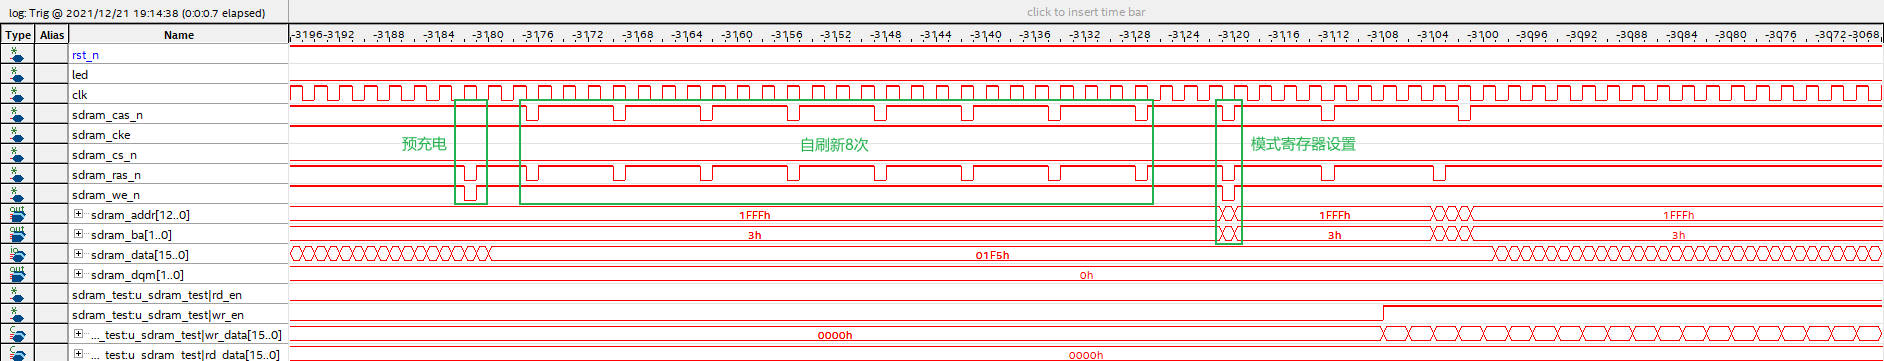 log: Trig @ 2021/12/21 19:14:38 (0:0:0.7 elapsed) click to insert time bar
Type Alias Name -3196 -3192 -3188 -3184 -3180 -3176 -3172 -3168 -3164 -3160 -3156 -3152 -3148 -3144 -3140 -3136 -3132 -3128 -3124 -3120 -3116 -3112 -3108 -3104 -3100 -3096 -3092 -3088 -3084 -3080 -3076 -3072 -3068
rst_n
led
clk
sdram_cas_n
sdram_cke
预充电 自刷新8次 模式寄存器设置
sdram_cs_n
sdram_ras_n
sdram_we_n
out sdram_addr[12..0] 1FFFh 1FFFh 1FFFh
out sdram_ba[1..0] 3h 3h 3h
io sdram_data[15..0] 01F5h
out sdram_dqm[1..0] 0h
sdram_test:u_sdram_test|rd_en
sdram_test:u_sdram_test|wr_en
C ..._test:u_sdram_test|wr_data[15..0] 0000h
C ..._test:u_sdram_test|rd_data[15..0] 0000h